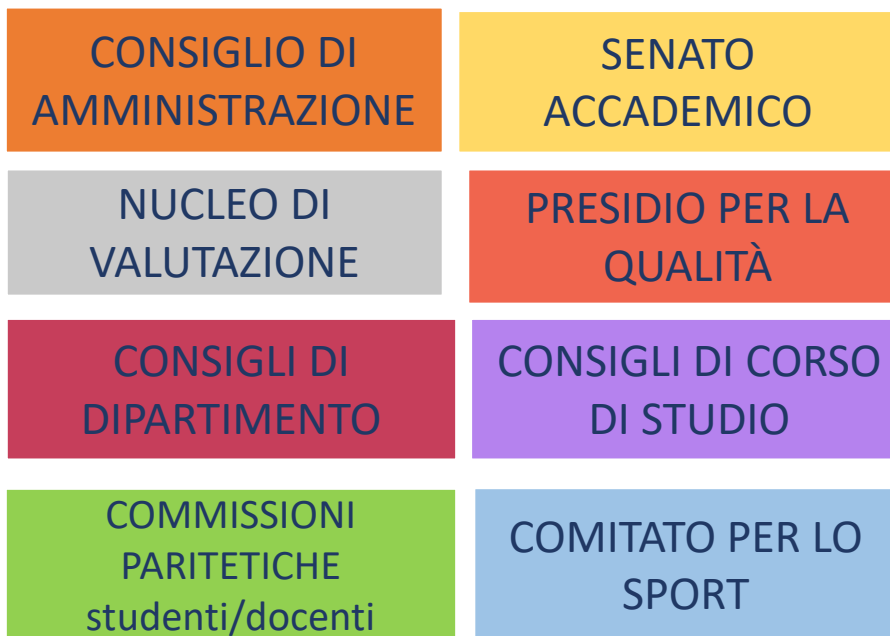 CONSIGLIO DI
AMMINISTRAZIONE
SENATO
ACCADEMICO
NUCLEO DI
VALUTAZIONE
PRESIDIO PER LA
QUALITÀ
CONSIGLI DI
DIPARTIMENTO
CONSIGLI DI CORSO
DI STUDIO
COMMISSIONI
PARITETICHE
studenti/docenti
COMITATO PER LO
SPORT